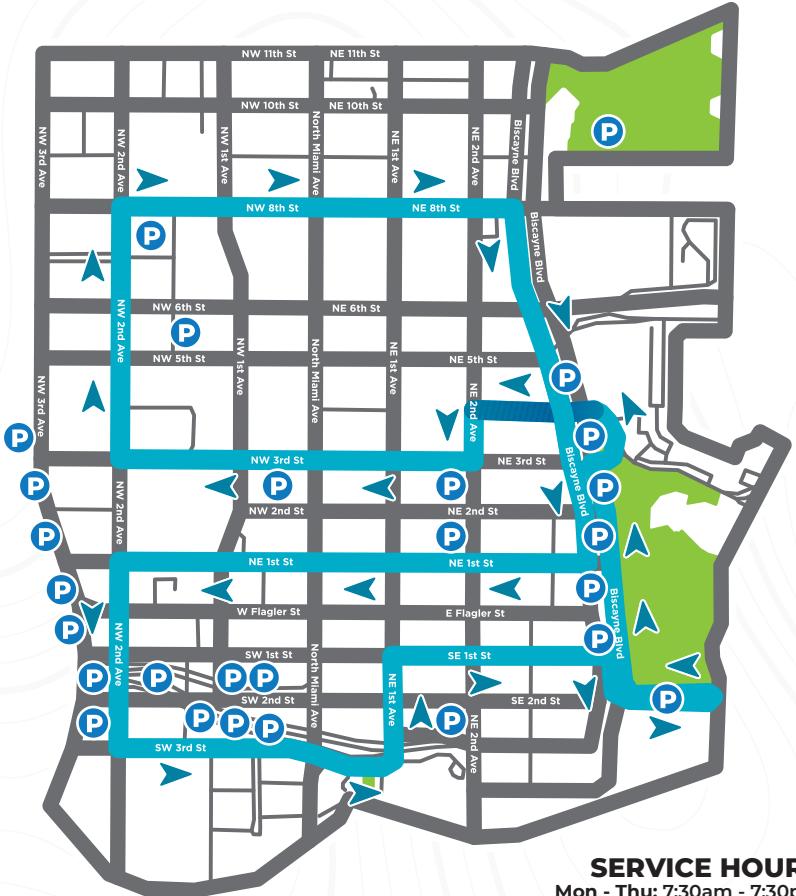 NW 11th St
NE 11th St
NW 10th St
NE 10th St
NW 3rd Ave
NW 2nd Ave
NW 1st Ave
North Miami Ave
NE 1st Ave
NE 2nd Ave
Biscayne Blvd
P
NW 8th St
NE 8th St
P
Biscayne Blvd
NW 6th St
NE 6th St
P
NW 2nd Ave
NW 5th St
NE 5th St
NW 1st Ave
North Miami Ave
NE 1st Ave
P
NW 3rd Ave
NE 2nd Ave
P
P
NW 3rd St
NE 3rd St
Biscayne Blvd
P
P
P
P
NW 2nd Ave
NW 2nd St
NE 2nd St
P
P
P
NE 1st St
NE 1st St
P
P
Biscayne Blvd
W Flagler St
E Flagler St
P
P
NW 2nd Ave
SW 1st St
North Miami Ave
SE 1st St
P
P
P
P
NE 1st Ave
SW 2nd St
SE 2nd St
P
P
P
P
P
P
NE 2nd Ave
SW 3rd St
SERVICE HOUR
Mon - Thu: 7:30am - 7:30p